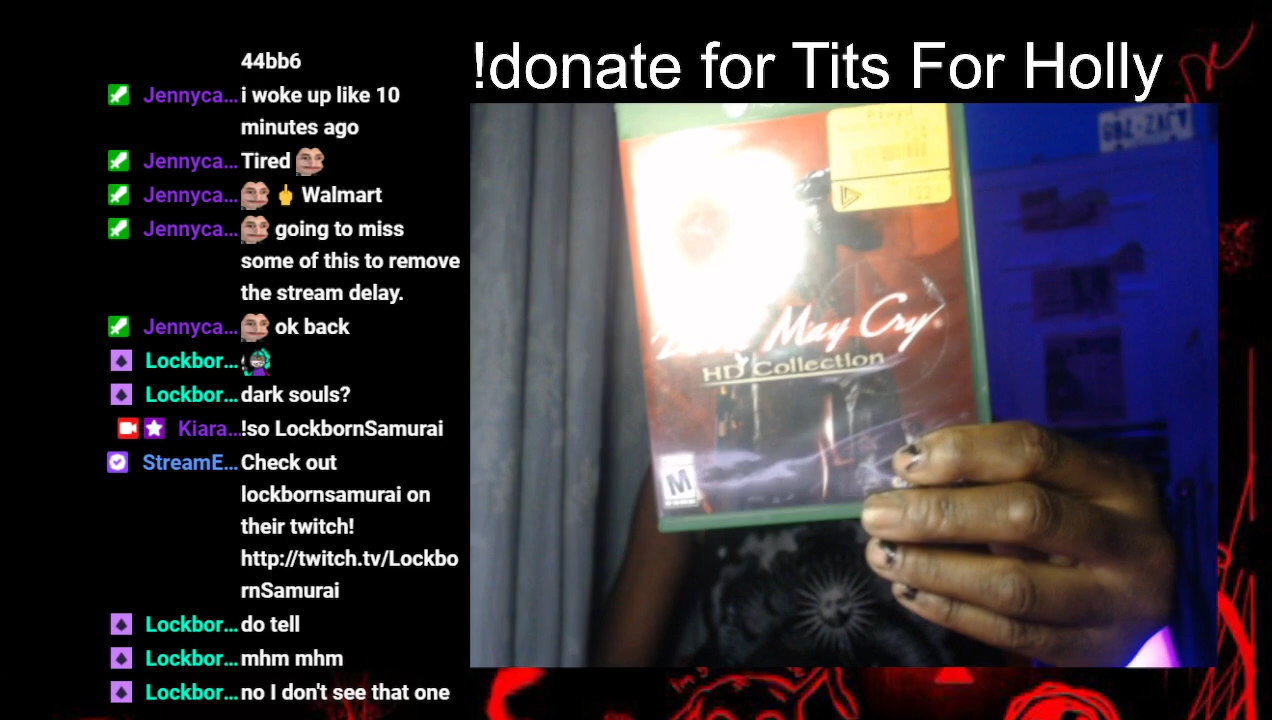 !donate for Tits For Holly
44bb6
Jennyca... i woke up like 10
minutes ago
Jennyca... Tired
Jennyca... 🖕 Walmart
Jennyca... going to miss
some of this to remove
the stream delay.
Jennyca... ok back
Lockbor...
Lockbor... dark souls?
Kiara... !so LockbornSamurai
StreamE... Check out
lockbornsamurai on
their twitch!
http://twitch.tv/Lockbo
rnSamurai
Lockbor... do tell
Lockbor... mhm mhm
Lockbor... no I don't see that one
May Cry
HD Collection
M